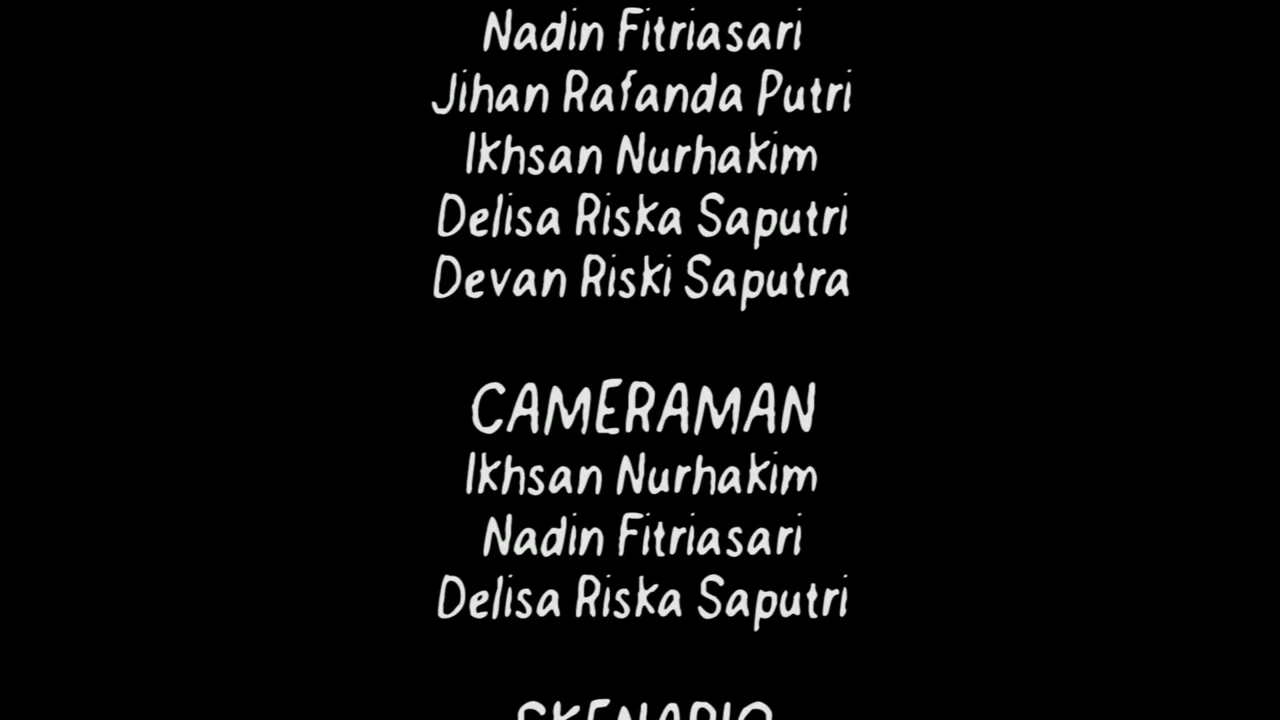 Nadin Fitriasari
Jihan Rafanda Putri
Ikhsan Nurhakim
Delisa Riska Saputri
Devan Riski Saputra
CAMERAMAN
Ikhsan Nurhakim
Nadin Fitriasari
Delisa Riska Saputri
SKENARIO